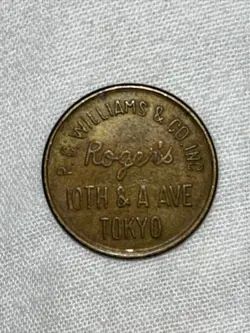 R. G. WILLIAMS & CO. INC.
Roger's
10TH & A AVE
TOKYO